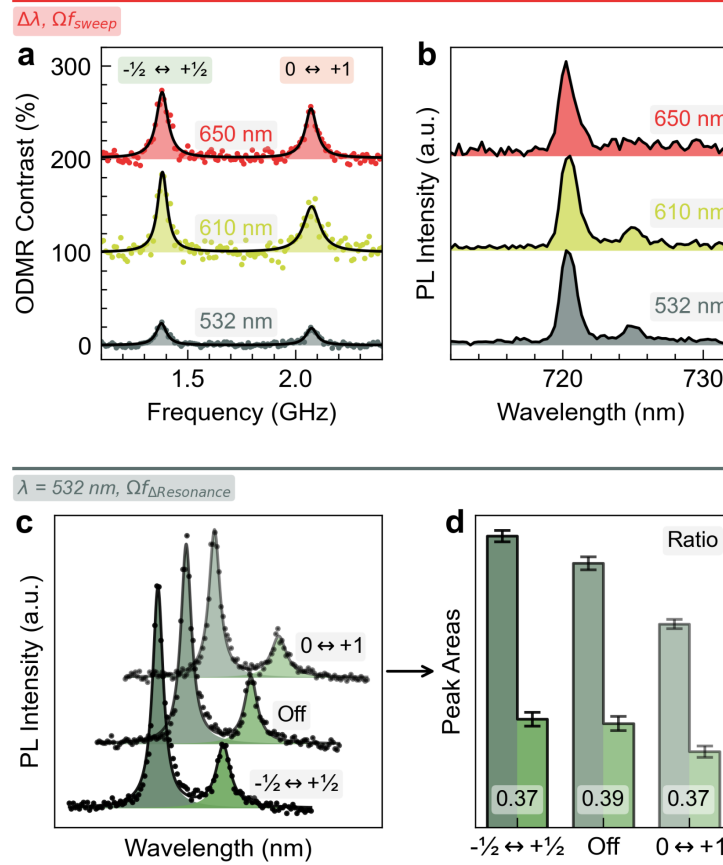 Δλ, Ωf_sweep
a
-½ ↔ +½
0 ↔ +1
650 nm
610 nm
532 nm
300
200
100
0
1.5
2.0
ODMR Contrast (%)
Frequency (GHz)
b
650 nm
610 nm
532 nm
720
730
PL Intensity (a.u.)
Wavelength (nm)
λ = 532 nm, Ωf_ΔResonance
c
0 ↔ +1
Off
-½ ↔ +½
PL Intensity (a.u.)
Wavelength (nm)
d
Ratio
0.37
0.39
0.37
-½ ↔ +½
Off
0 ↔ +1
Peak Areas